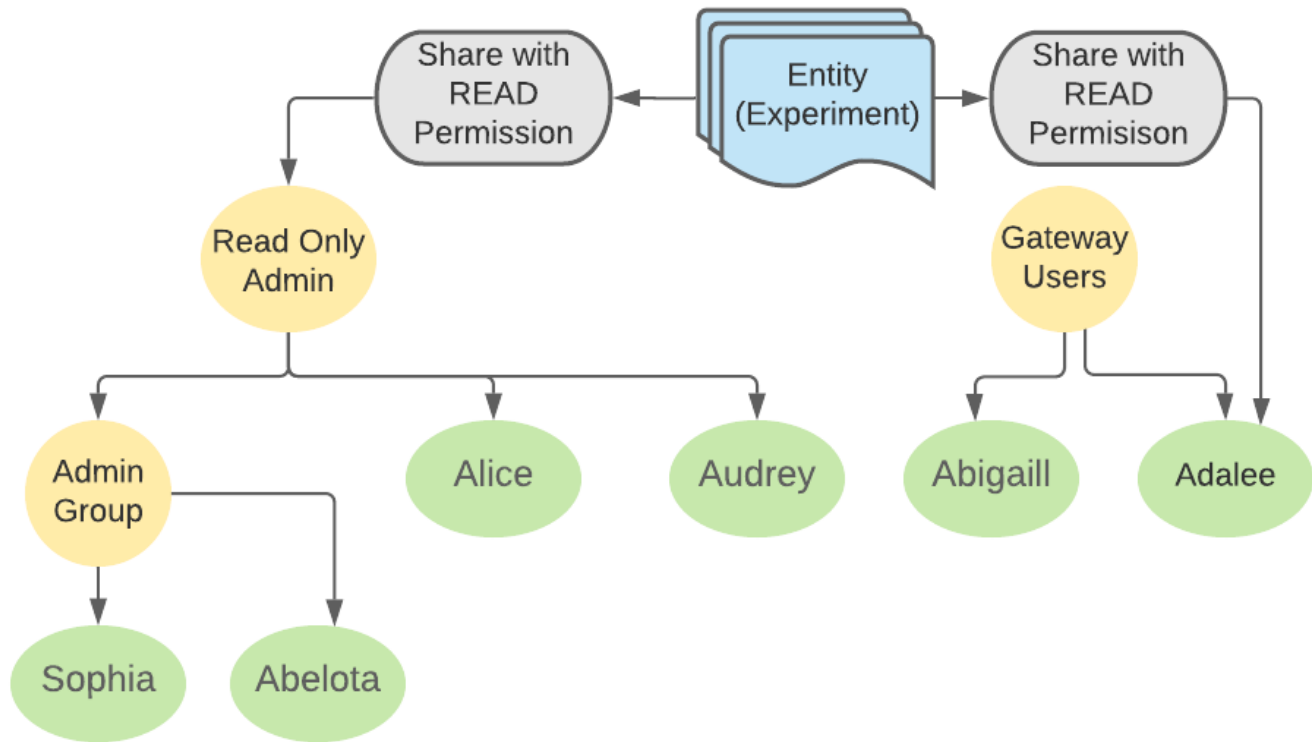 Share with
READ
Permission
Entity
(Experiment)
Share with
READ
Permisison
Read Only
Admin
Gateway
Users
Admin
Group
Alice
Audrey
Abigaill
Adalee
Sophia
Abelota